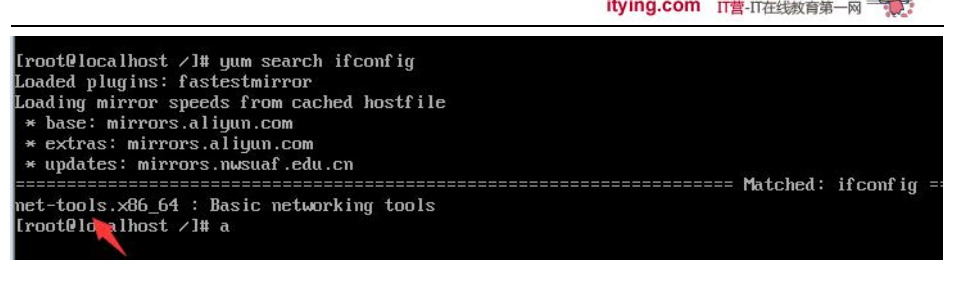 itying.com IT营-IT在线教育第一网
[root@localhost /]# yum search ifconfig
Loaded plugins: fastestmirror
Loading mirror speeds from cached hostfile
* base: mirrors.aliyun.com
* extras: mirrors.aliyun.com
* updates: mirrors.nwsuaf.edu.cn
===================================================================== Matched: ifconfig ==
net-tools.x86_64 : Basic networking tools
[root@localhost /]# a